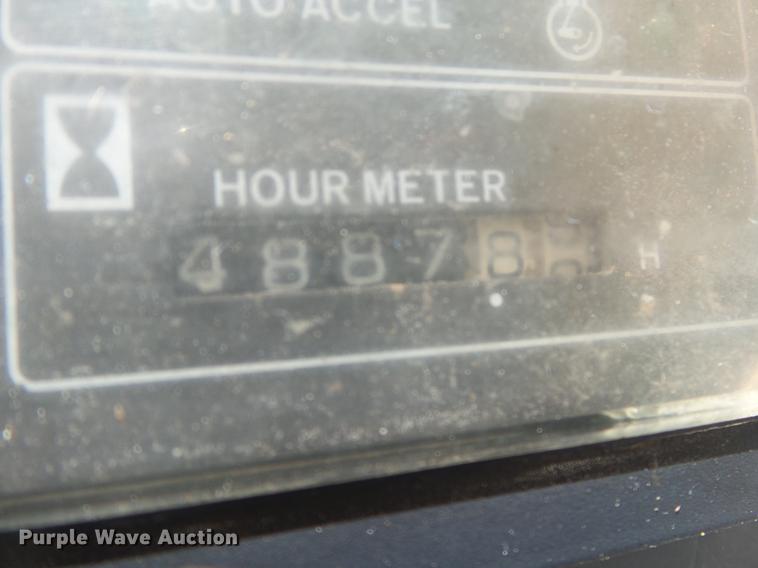 AUTO ACCEL
HOUR METER
48878 H
Purple Wave Auction